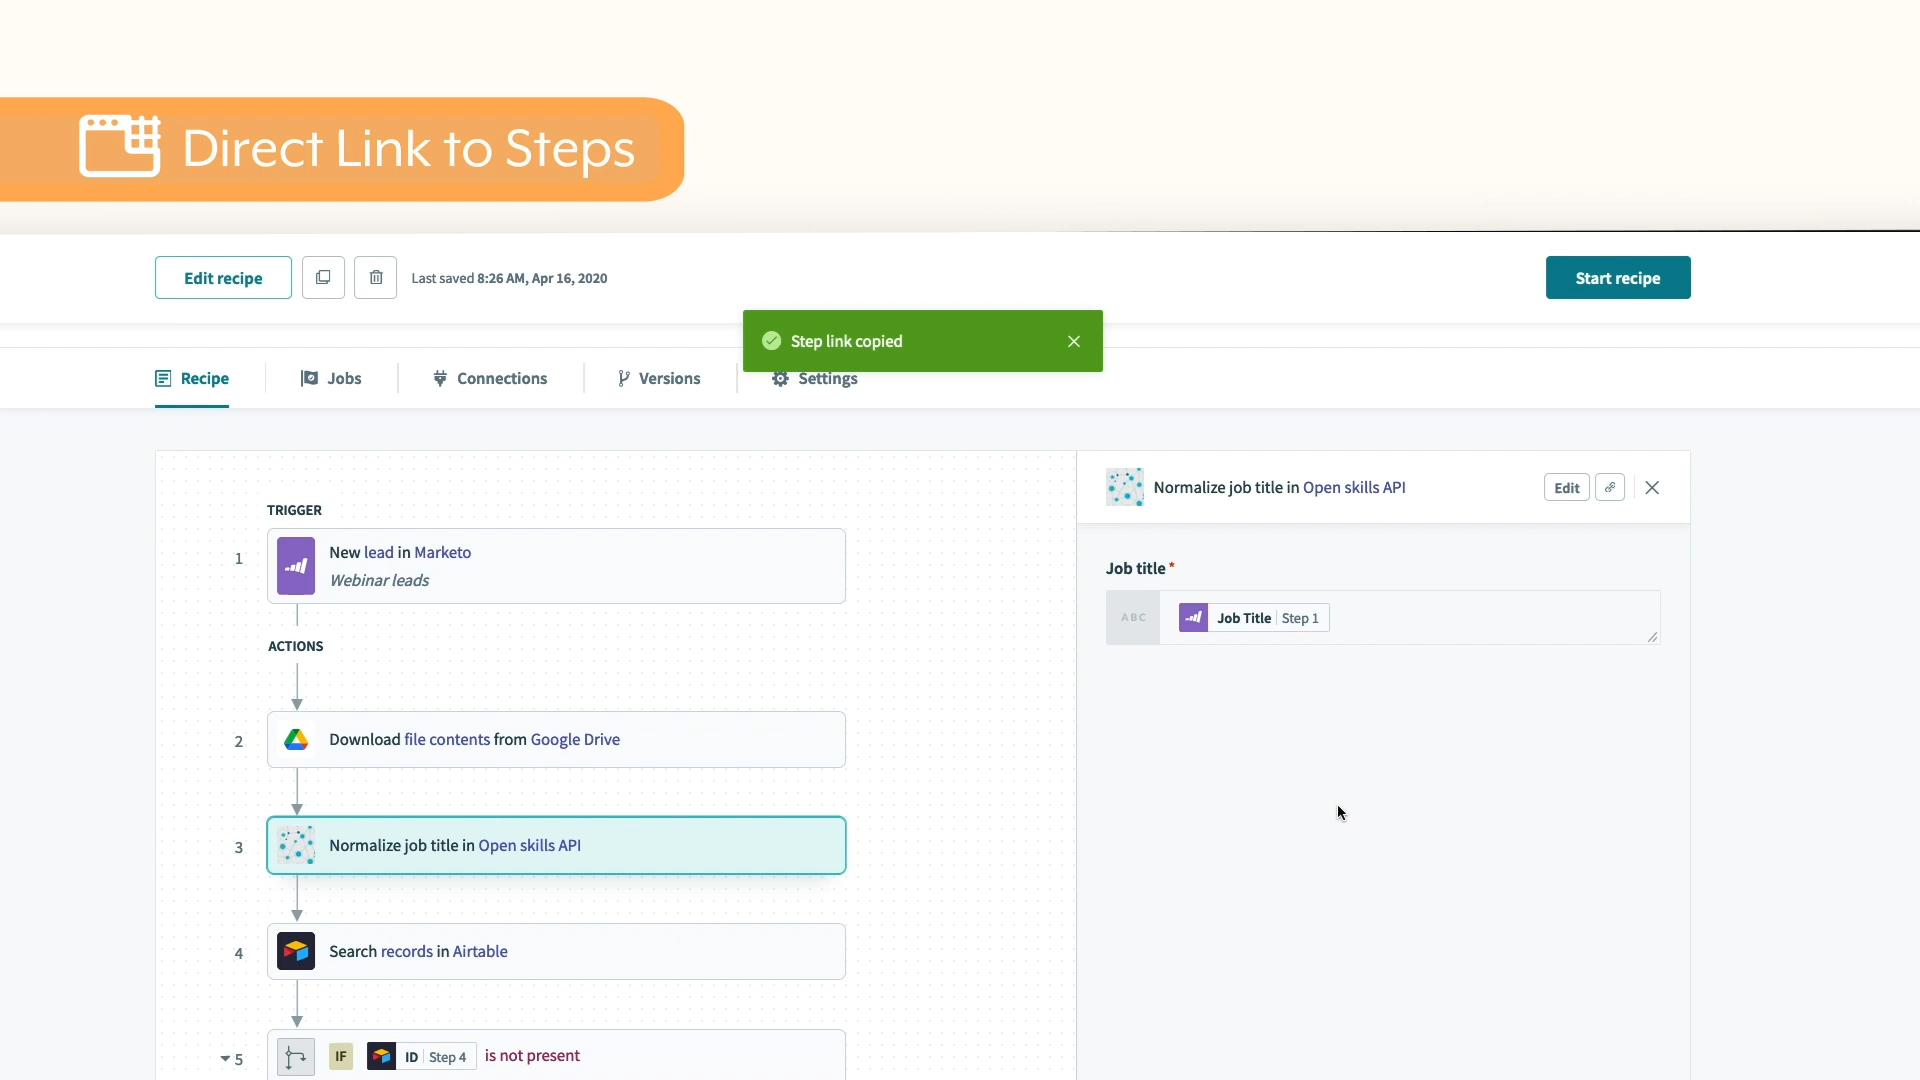 Direct Link to Steps
Edit recipe
Last saved 8:26 AM, Apr 16, 2020
Start recipe
Step link copied
Recipe
Jobs
Connections
Versions
Settings
TRIGGER
1
New lead in Marketo
Webinar leads
ACTIONS
2
Download file contents from Google Drive
3
Normalize job title in Open skills API
4
Search records in Airtable
5
IF ID Step 4 is not present
Normalize job title in Open skills API
Edit
Job title*
ABC
Job Title Step 1